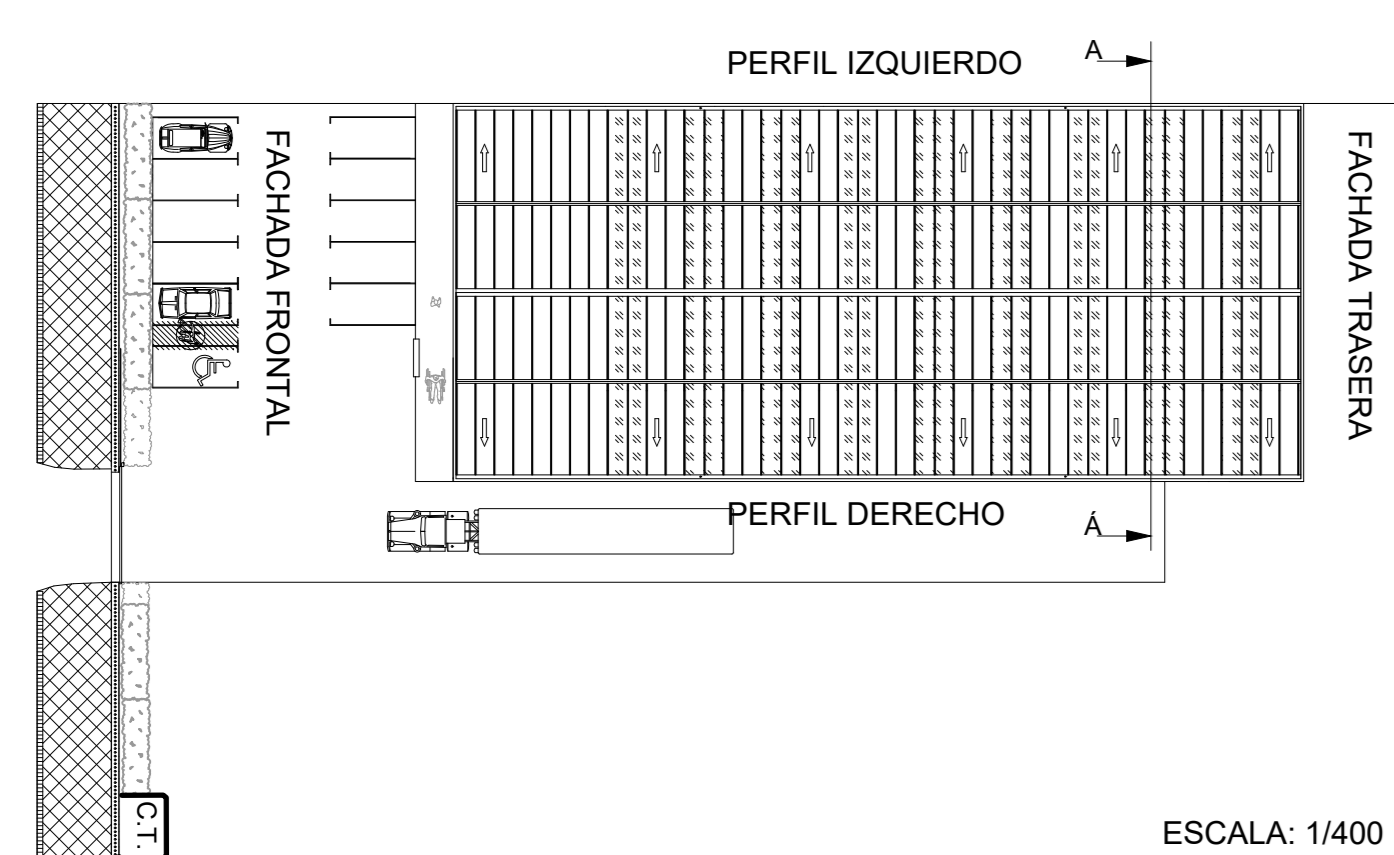 PERFIL IZQUIERDO
A
FACHADA FRONTAL
FACHADA TRASERA
PERFIL DERECHO
Á
C.T.
ESCALA: 1/400